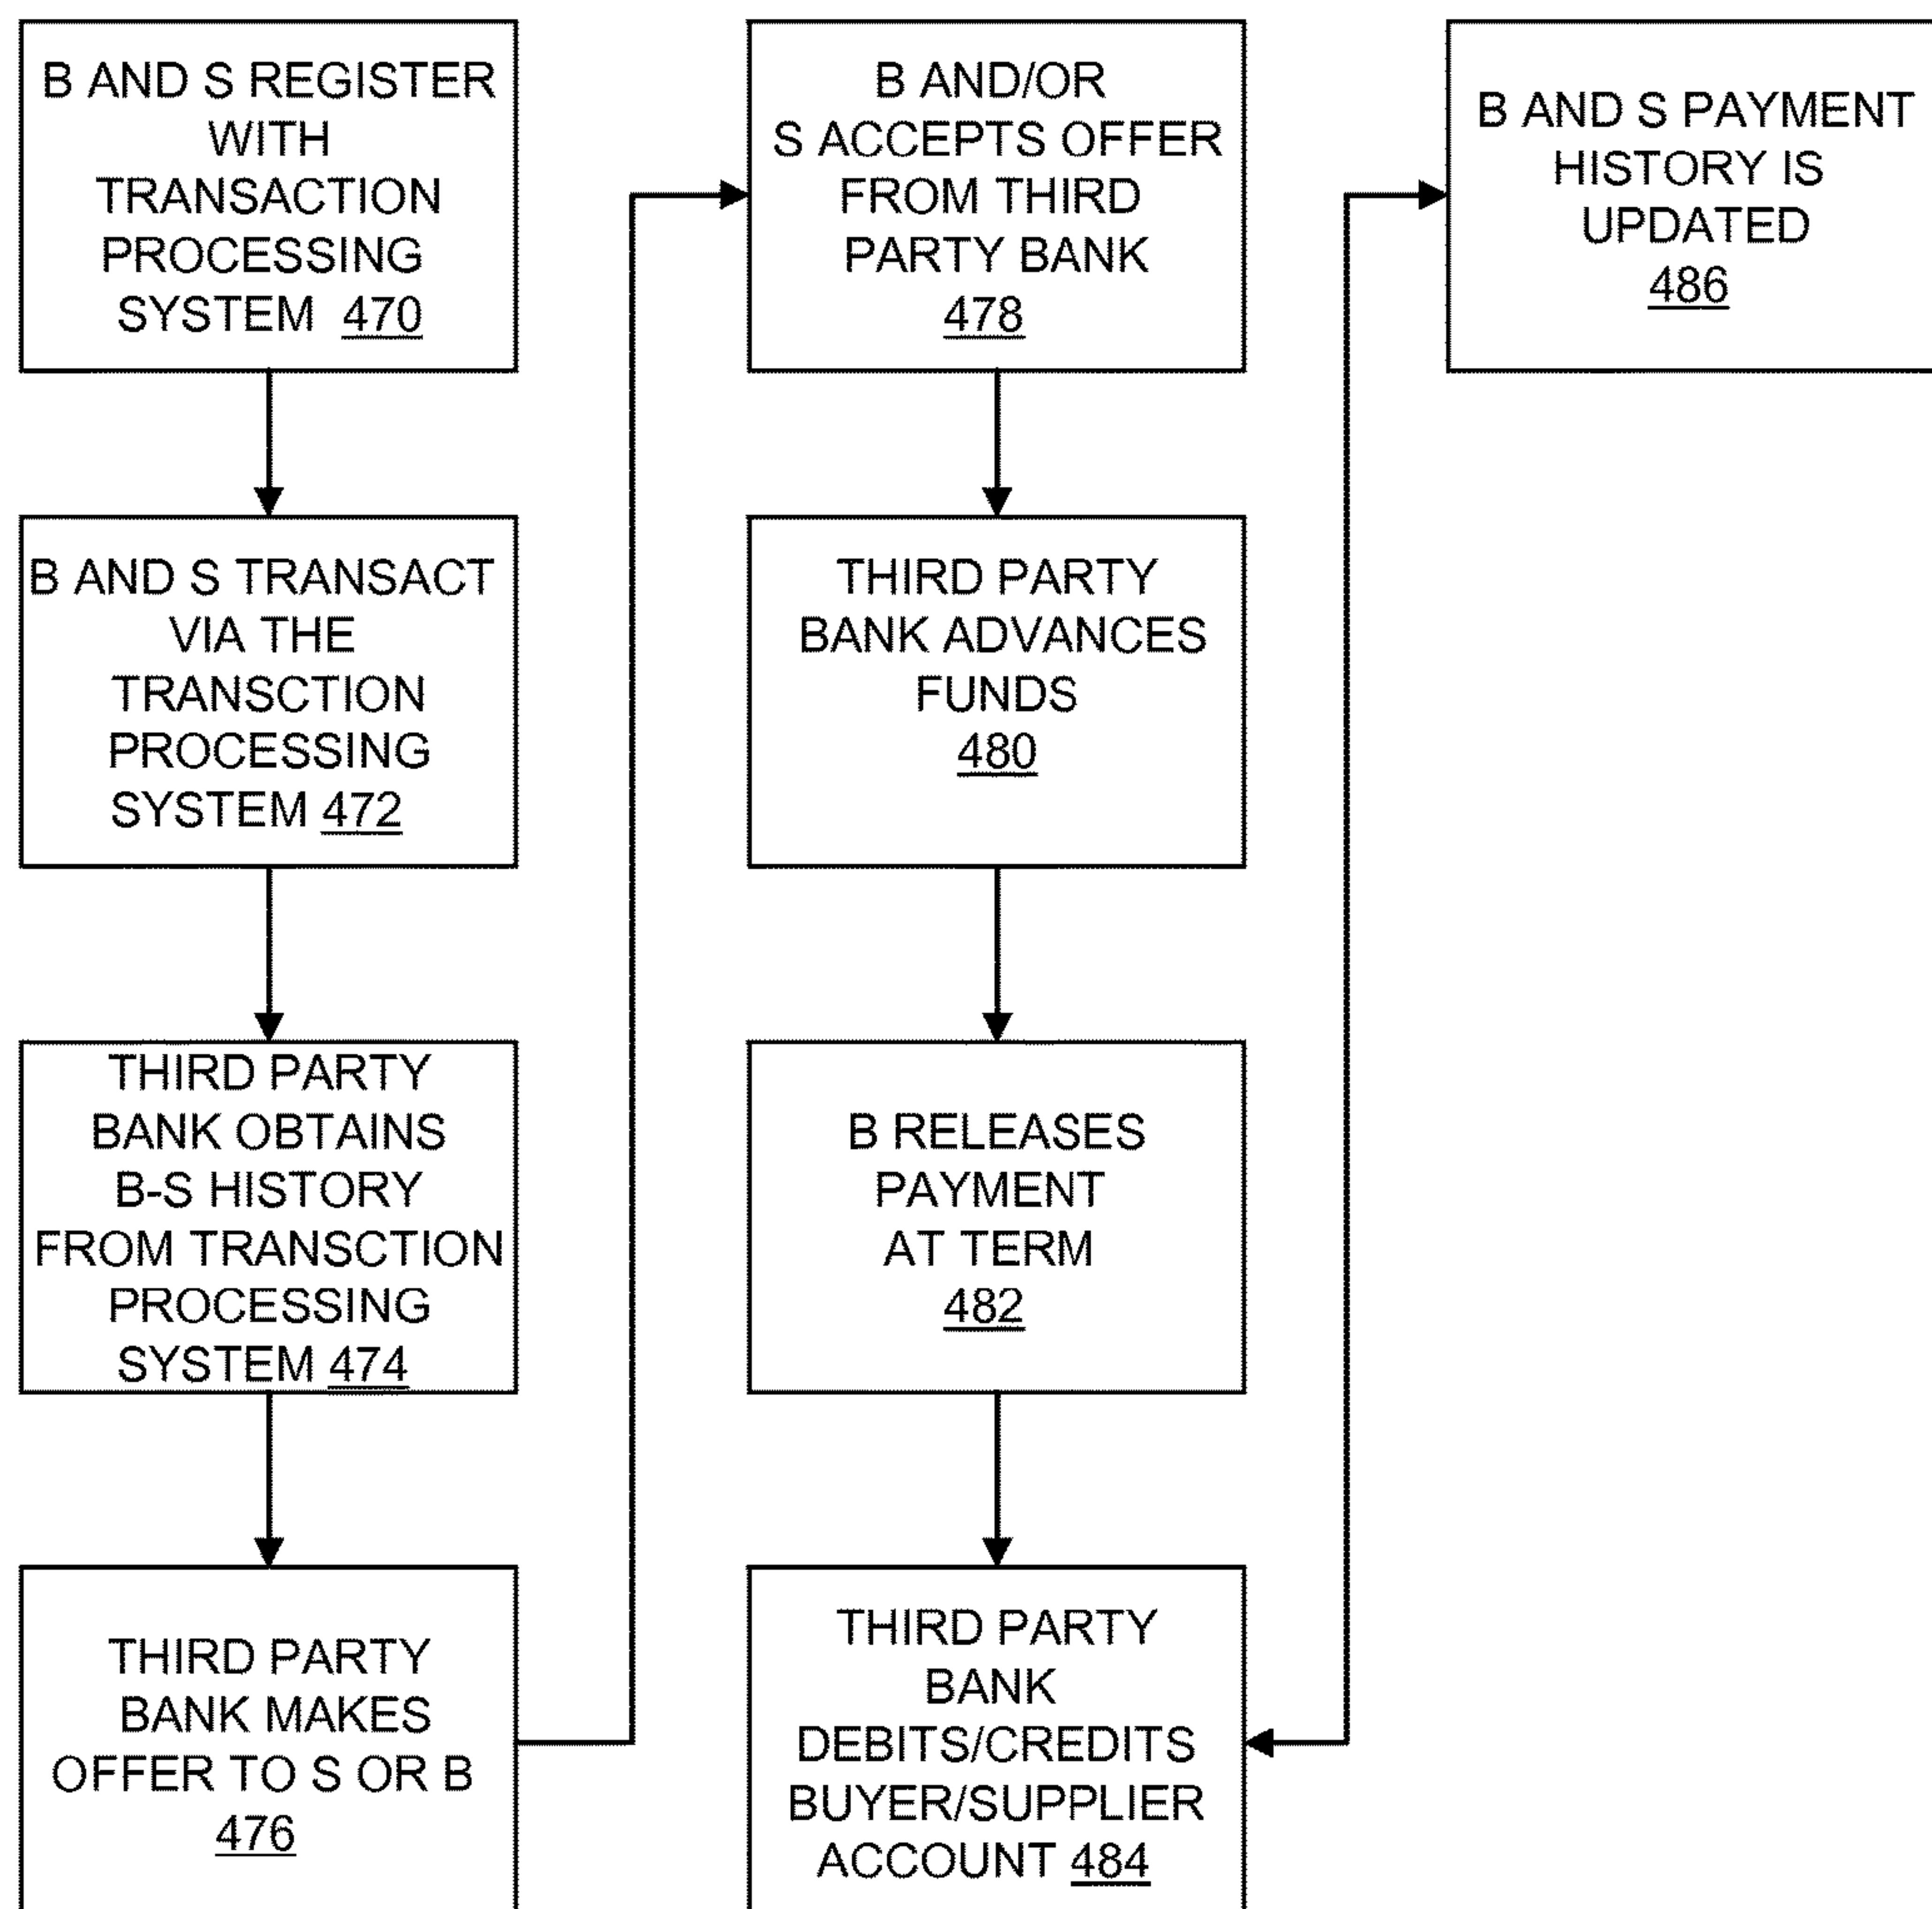 B AND S REGISTER
WITH
TRANSACTION
PROCESSING
SYSTEM 470
B AND S TRANSACT
VIA THE
TRANSCTION
PROCESSING
SYSTEM 472
THIRD PARTY
BANK OBTAINS
B-S HISTORY
FROM TRANSCTION
PROCESSING
SYSTEM 474
THIRD PARTY
BANK MAKES
OFFER TO S OR B
476
B AND/OR
S ACCEPTS OFFER
FROM THIRD
PARTY BANK
478
THIRD PARTY
BANK ADVANCES
FUNDS
480
B RELEASES
PAYMENT
AT TERM
482
THIRD PARTY
BANK
DEBITS/CREDITS
BUYER/SUPPLIER
ACCOUNT 484
B AND S PAYMENT
HISTORY IS
UPDATED
486